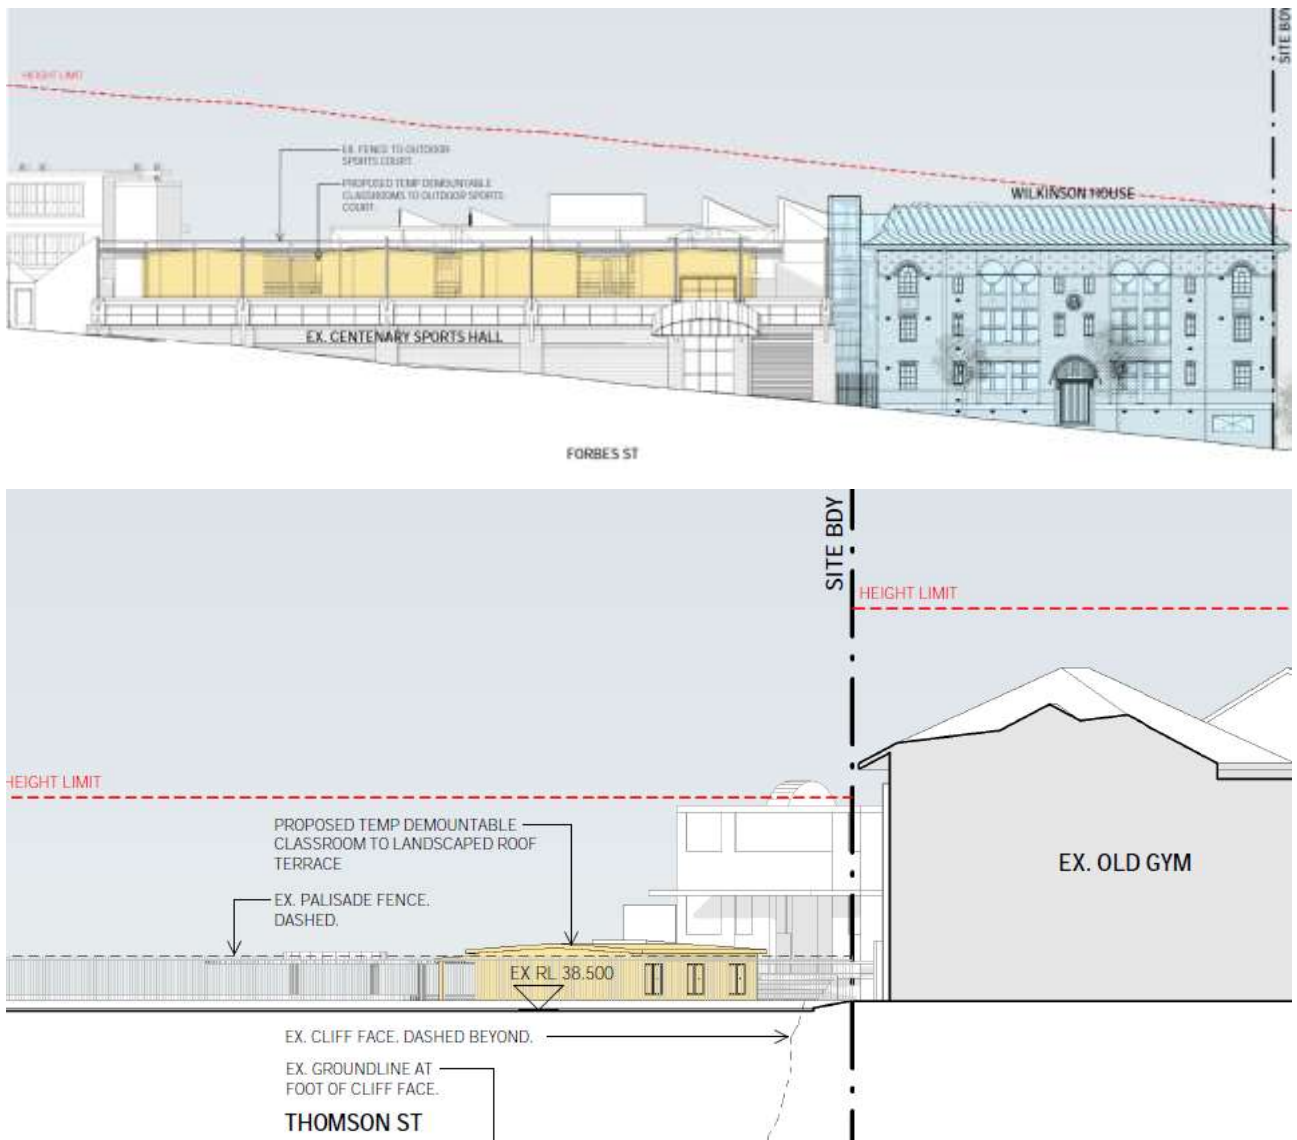 SITE BDY
HEIGHT LIMIT
EX. FENCE TO OUTDOOR
SPORTS COURT.
PROPOSED TEMP DEMOUNTABLE
CLASSROOMS TO OUTDOOR SPORTS
COURT.
WILKINSON HOUSE
EX. CENTENARY SPORTS HALL
FORBES ST
SITE BDY
HEIGHT LIMIT
HEIGHT LIMIT
PROPOSED TEMP DEMOUNTABLE
CLASSROOM TO LANDSCAPED ROOF
TERRACE
EX. OLD GYM
EX. PALISADE FENCE.
DASHED.
EX RL 38.500
EX. CLIFF FACE. DASHED BEYOND.
EX. GROUNDLINE AT
FOOT OF CLIFF FACE.
THOMSON ST